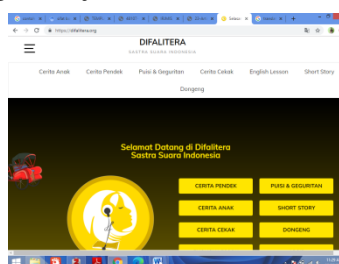 https://difalitera.org
DIFALITERA
SASTRA SUARA INDONESIA
Cerita Anak Cerita Pendek Puisi & Geguritan Cerita Cekak English Lesson Short Story
Dongeng
Selamat Datang di Difalitera
Sastra Suara Indonesia
CERITA PENDEK PUISI & GEGURITAN
CERITA ANAK SHORT STORY
CERITA CEKAK DONGENG